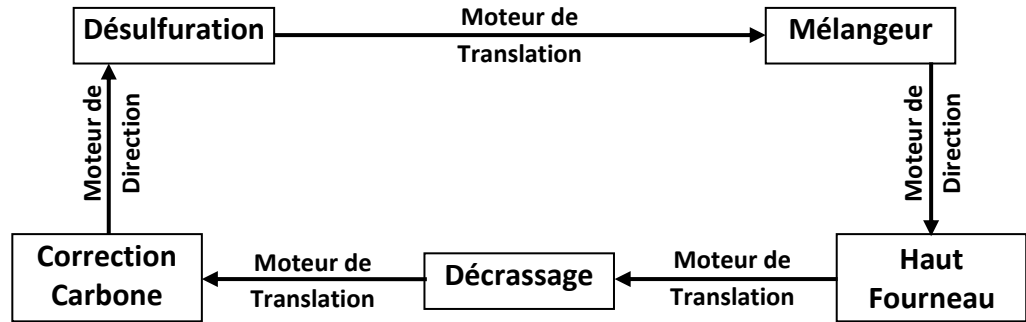 Désulfuration
Moteur de
Translation
Mélangeur
Moteur de
Direction
Moteur de
Direction
Correction
Carbone
Moteur de
Translation
Décrassage
Moteur de
Translation
Haut
Fourneau